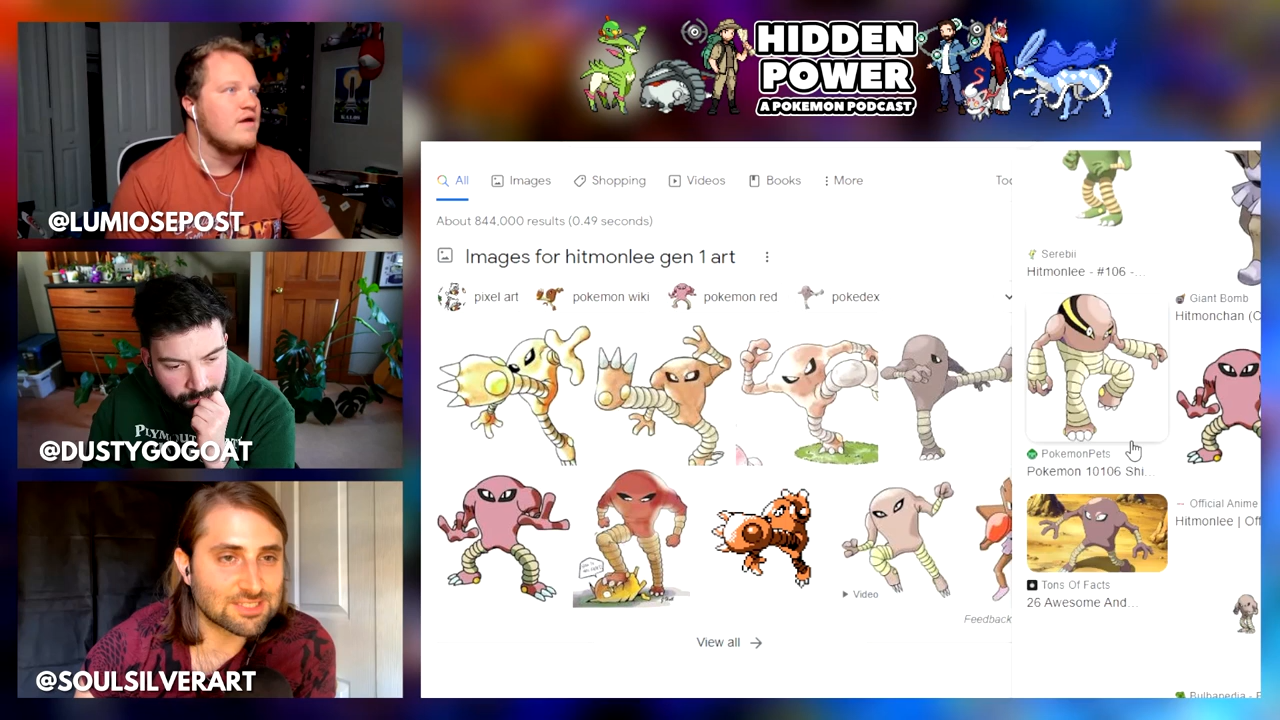 HIDDEN
POWER
A POKEMON PODCAST
@LUMIOSEPOST
@DUSTYGOGOAT
@SOULSILVERART
All
Images
Shopping
Videos
Books
More
About 844,000 results (0.49 seconds)
Images for hitmonlee gen 1 art
pixel art
pokemon wiki
pokemon red
pokedex
Video
Feedback
View all
Serebii
Hitmonlee - #106 -...
Giant Bomb
Hitmonchan (C
PokemonPets
Pokemon 10106 Shi...
Official Anime
Hitmonlee | Off
Tons Of Facts
26 Awesome And...
Bulbapedia -